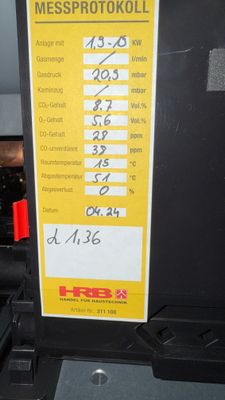 MESSPROTOKOLL
Anlage mit 1,9-15 KW
Gasmenge / l/min
Gasdruck 20,9 mbar
Kaminzug / mbar
CO₂-Gehalt 8.7 Vol.%
O₂-Gehalt 5,6 Vol.%
CO-Gehalt 28 ppm
CO-unverdünnt 38 ppm
Raumtemperatur 15 °C
Abgastemperatur 51 °C
Abgasverlust 0 %
Datum 04.24
λ 1,36
HRB
HANDEL FÜR HAUSTECHNIK
Artikel Nr.: 311 108